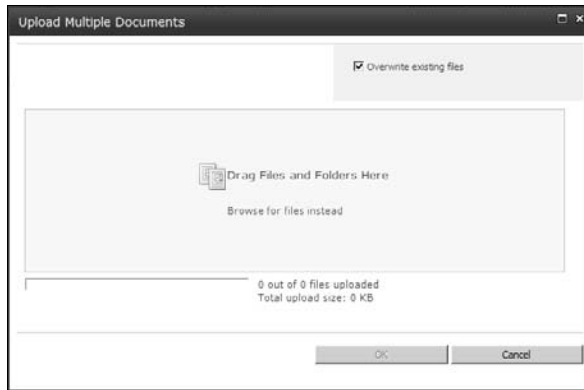 Upload Multiple Documents
Overwrite existing files
Drag Files and Folders Here
Browse for files instead
0 out of 0 files uploaded
Total upload size: 0 KB
OK
Cancel